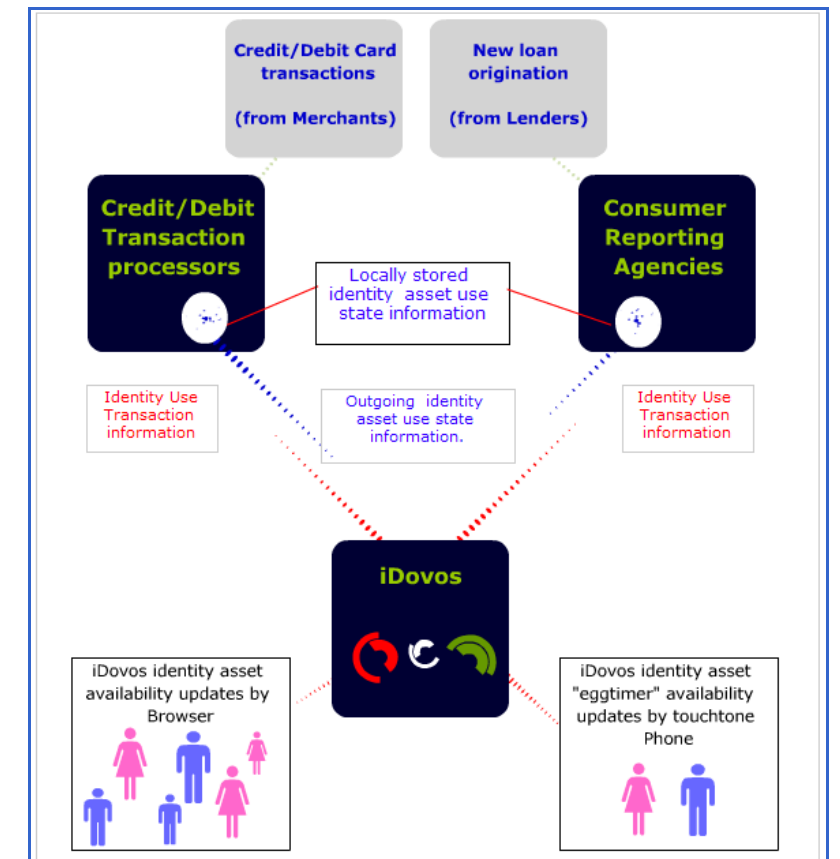 Credit/Debit Card
transactions
(from Merchants)
New loan
origination
(from Lenders)
Credit/Debit
Transaction
processors
Consumer
Reporting
Agencies
Locally stored
identity asset use
state information
Identity Use
Transaction
information
Outgoing identity
asset use state
information.
Identity Use
Transaction
information
iDovos
iDovos identity asset
availability updates by
Browser
iDovos identity asset
"eggtimer" availability
updates by touchtone
Phone